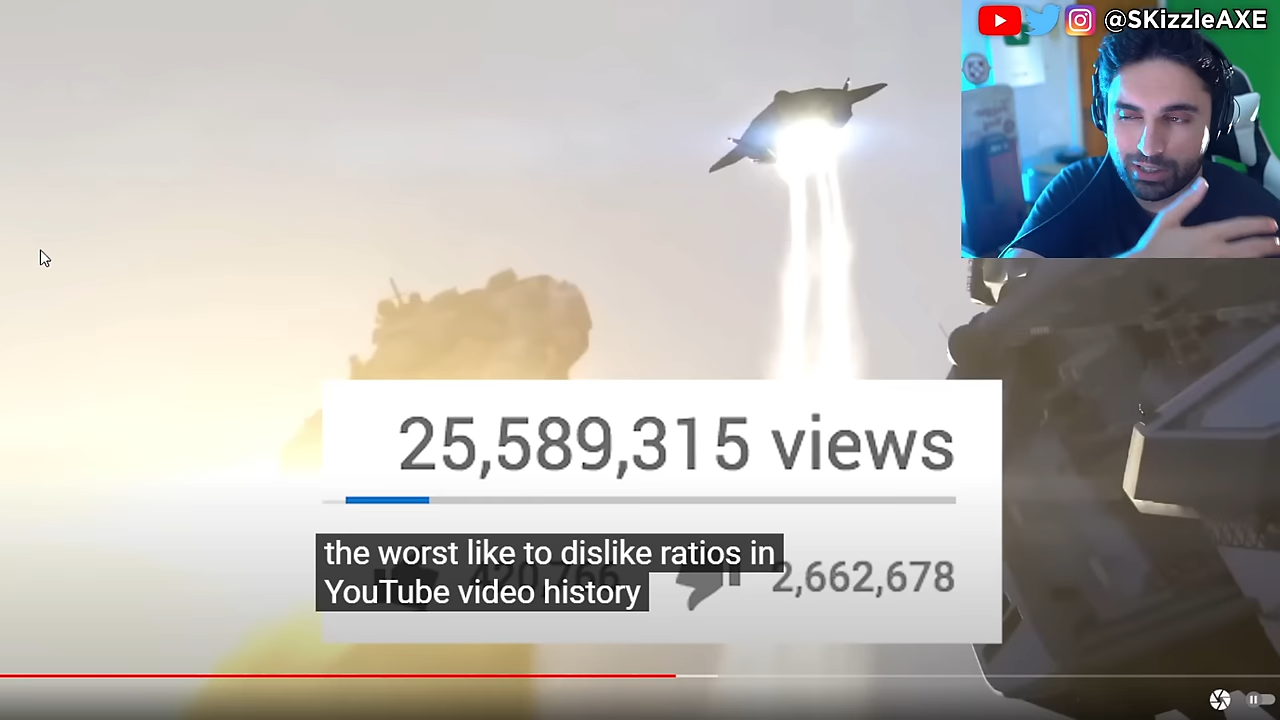 @SKizzleAXE
25,589,315 views
the worst like to dislike ratios in
YouTube video history
2,662,678